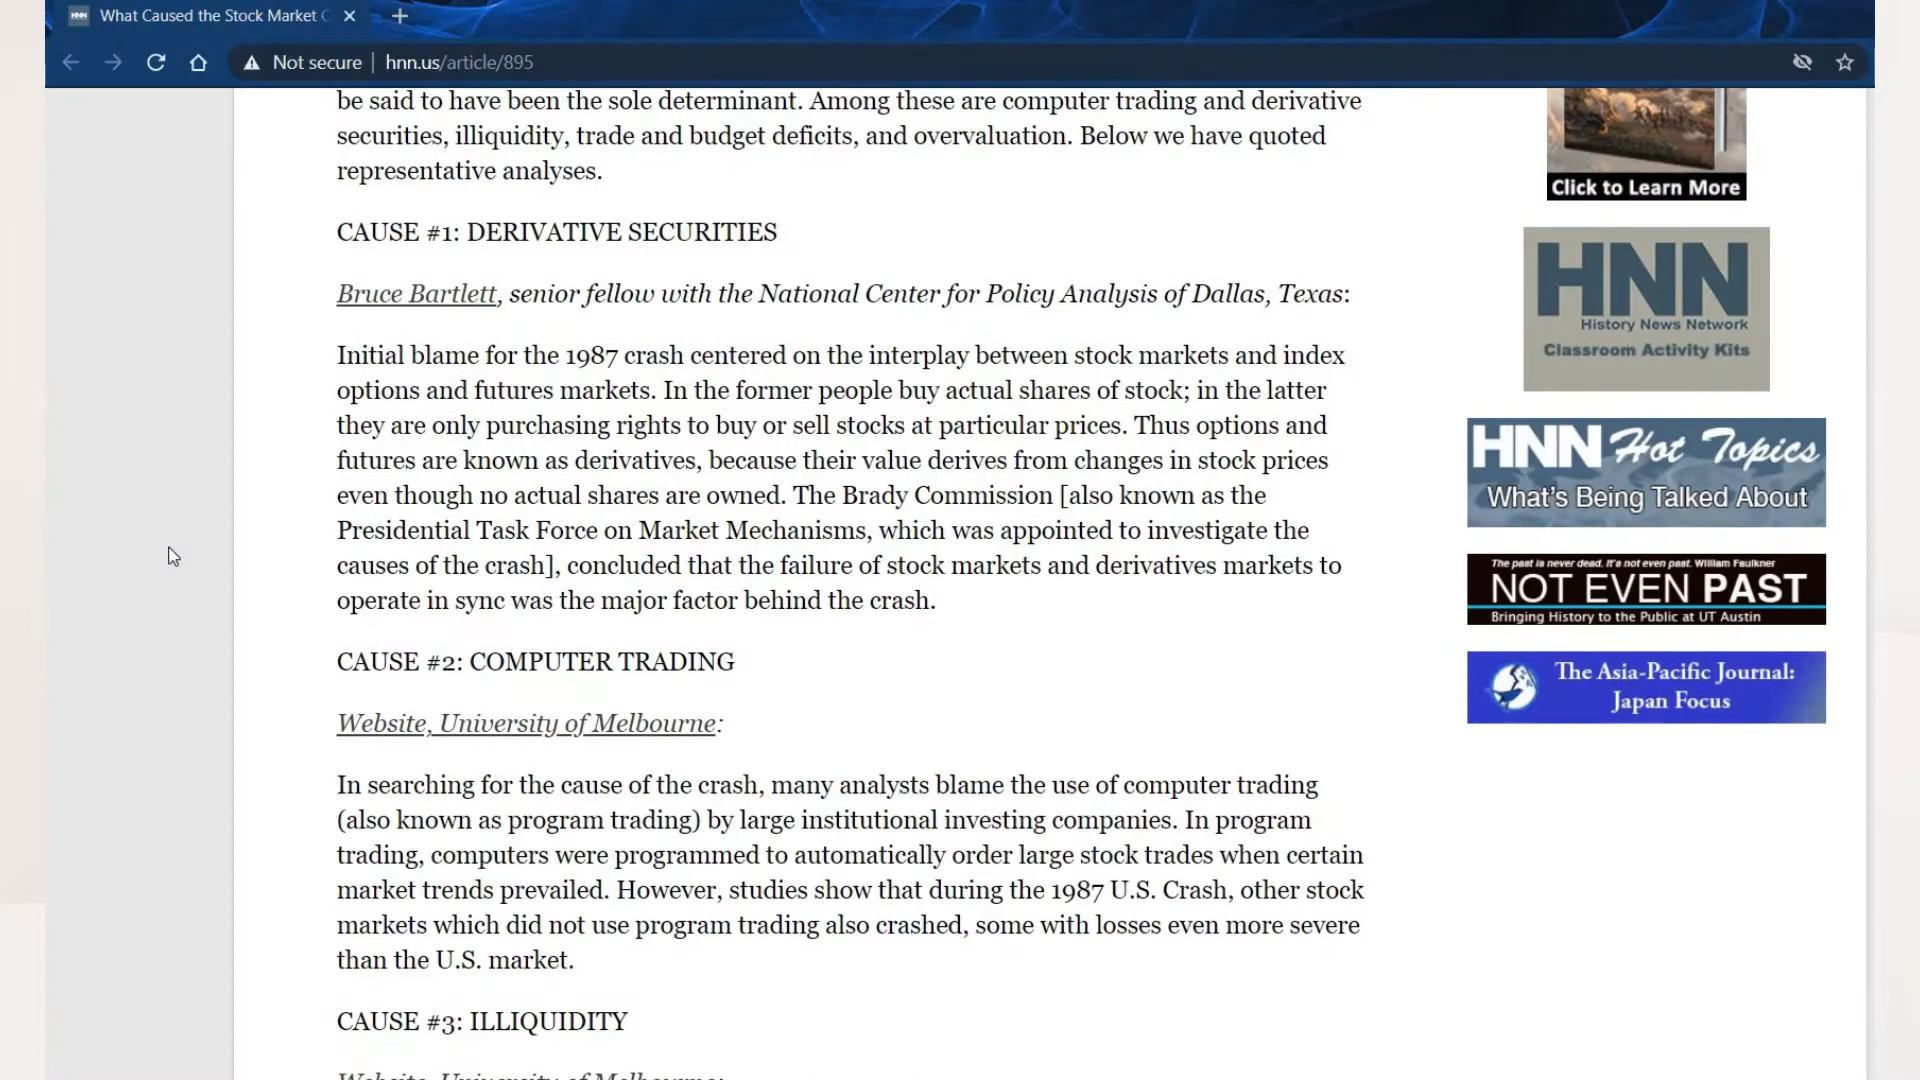 What Caused the Stock Market C
Not secure | hnn.us/article/895
be said to have been the sole determinant. Among these are computer trading and derivative
securities, illiquidity, trade and budget deficits, and overvaluation. Below we have quoted
representative analyses.
CAUSE #1: DERIVATIVE SECURITIES
Bruce Bartlett, senior fellow with the National Center for Policy Analysis of Dallas, Texas:
Initial blame for the 1987 crash centered on the interplay between stock markets and index
options and futures markets. In the former people buy actual shares of stock; in the latter
they are only purchasing rights to buy or sell stocks at particular prices. Thus options and
futures are known as derivatives, because their value derives from changes in stock prices
even though no actual shares are owned. The Brady Commission [also known as the
Presidential Task Force on Market Mechanisms, which was appointed to investigate the
causes of the crash], concluded that the failure of stock markets and derivatives markets to
operate in sync was the major factor behind the crash.
CAUSE #2: COMPUTER TRADING
Website, University of Melbourne:
In searching for the cause of the crash, many analysts blame the use of computer trading
(also known as program trading) by large institutional investing companies. In program
trading, computers were programmed to automatically order large stock trades when certain
market trends prevailed. However, studies show that during the 1987 U.S. Crash, other stock
markets which did not use program trading also crashed, some with losses even more severe
than the U.S. market.
CAUSE #3: ILLIQUIDITY
Website, University of Melbourne:
Click to Learn More
HNN
History News Network
Classroom Activity Kits
HNN Hot Topics
What's Being Talked About
The past is never dead. It's not even past. William Faulkner
NOT EVEN PAST
Bringing History to the Public at UT Austin
The Asia-Pacific Journal:
Japan Focus